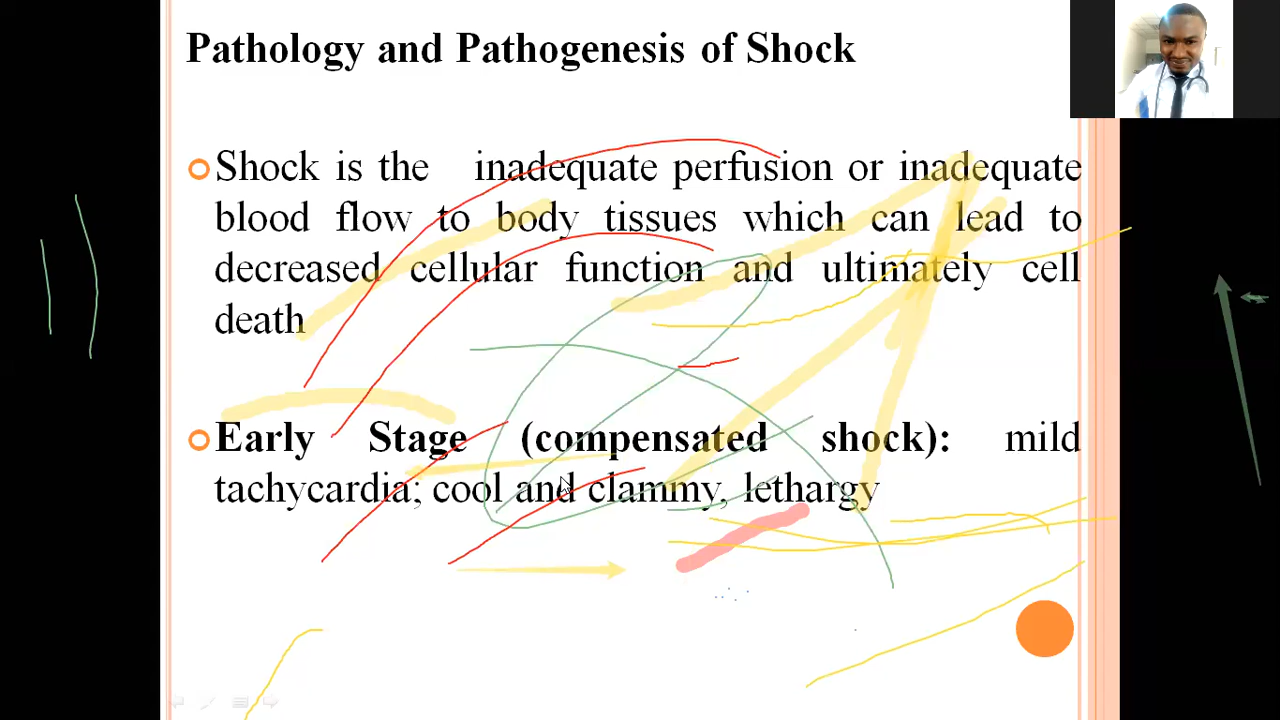 Pathology and Pathogenesis of Shock
Shock is the inadequate perfusion or inadequate
blood flow to body tissues which can lead to
decreased cellular function and ultimately cell
death
Early Stage (compensated shock): mild
tachycardia; cool and clammy, lethargy